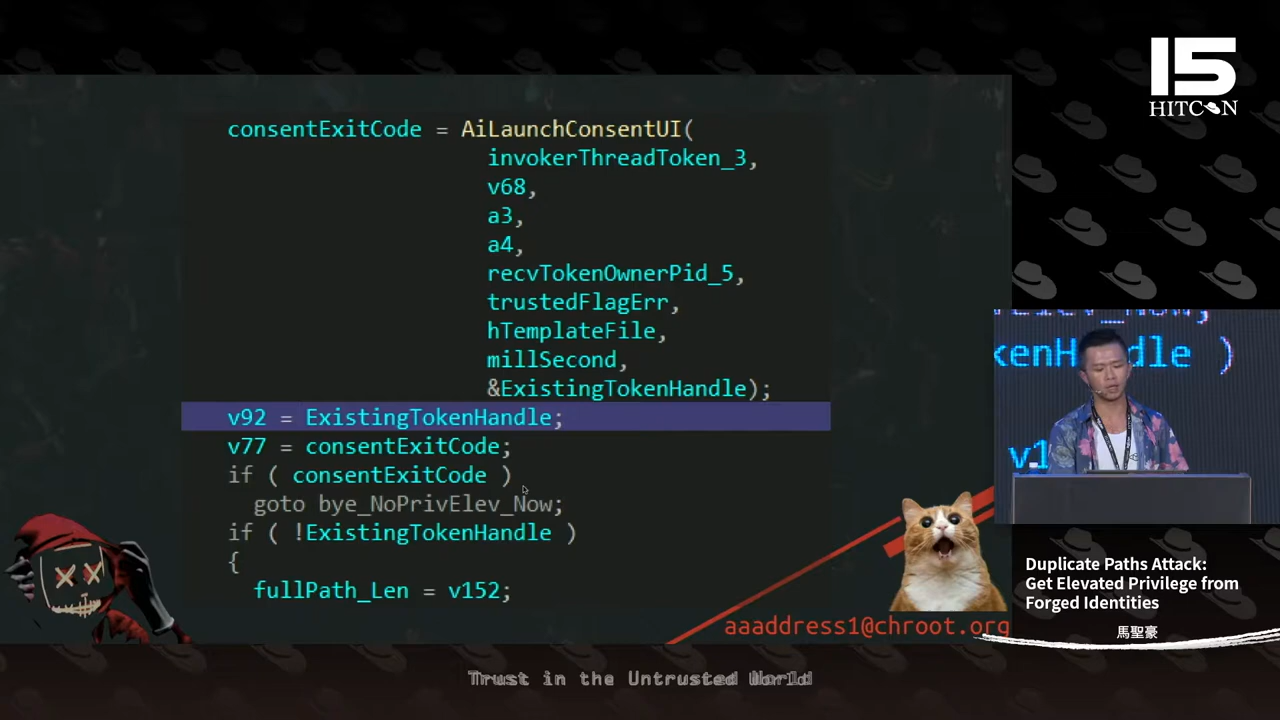 consentExitCode = AiLaunchConsentUI(
invokerThreadToken_3,
v68,
a3,
a4,
recvTokenOwnerPid_5,
trustedFlagErr,
hTemplateFile,
millSecond,
&ExistingTokenHandle);
v92 = ExistingTokenHandle;
v77 = consentExitCode;
if ( consentExitCode )
goto bye_NoPrivElev_Now;
if ( !ExistingTokenHandle )
{
fullPath_Len = v152;
aaaddress1@chroot.org
15
HITCON
kenH dle )
v1
Duplicate Paths Attack:
Get Elevated Privilege from
Forged Identities
馬聖豪
Trust in the Untrusted World